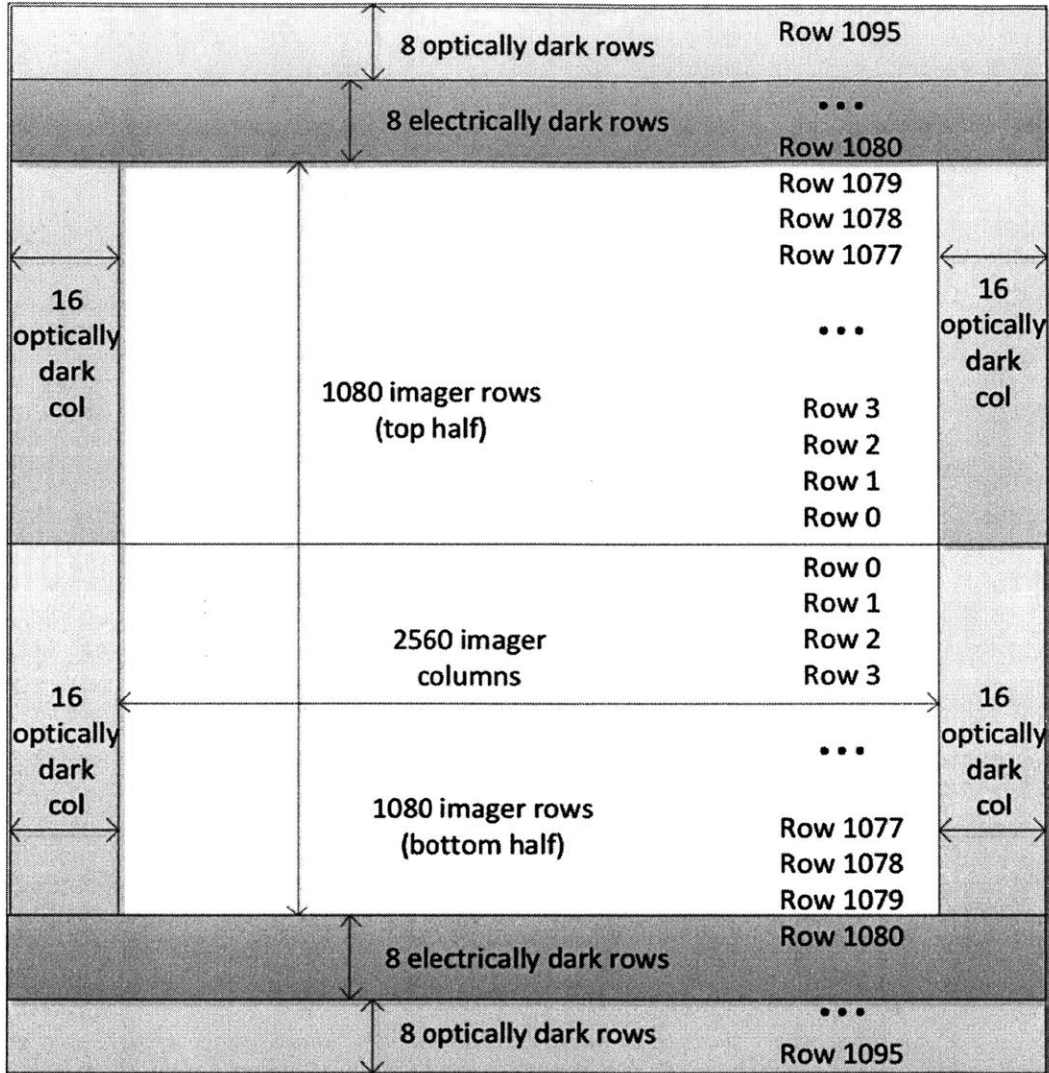 8 optically dark rows
Row 1095
8 electrically dark rows
...
Row 1080
Row 1079
Row 1078
Row 1077
16
optically
dark
col
...
16
optically
dark
col
1080 imager rows
(top half)
Row 3
Row 2
Row 1
Row 0
Row 0
Row 1
Row 2
Row 3
2560 imager
columns
16
optically
dark
col
...
16
optically
dark
col
1080 imager rows
(bottom half)
Row 1077
Row 1078
Row 1079
Row 1080
8 electrically dark rows
...
8 optically dark rows
Row 1095